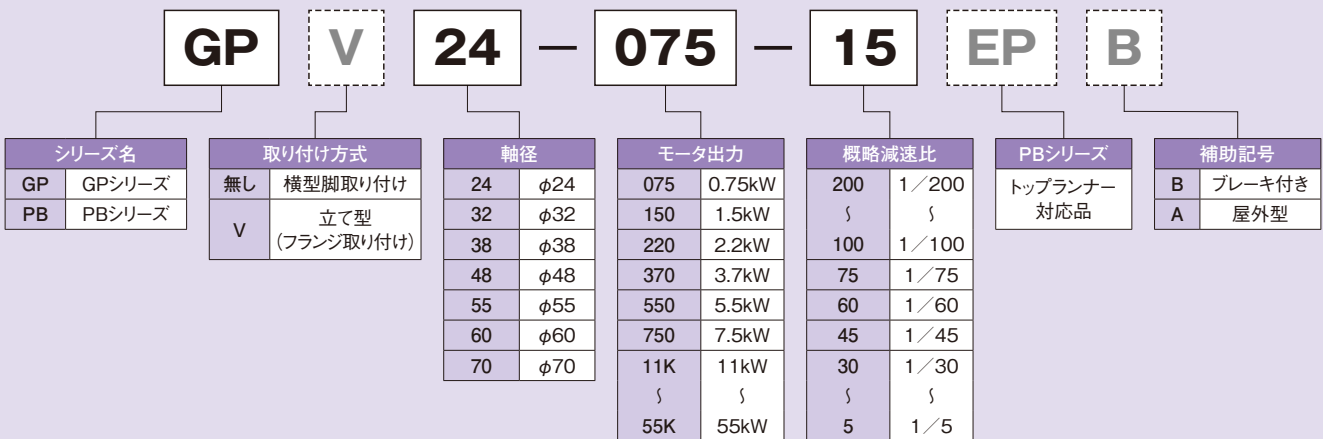 GP V 24 — 075 — 15 EP B
シリーズ名
GP GPシリーズ
PB PBシリーズ
取り付け方式
無し 横型脚取り付け
V 立て型
(フランジ取り付け)
軸径
24 φ24
32 φ32
38 φ38
48 φ48
55 φ55
60 φ60
70 φ70
モータ出力
075 0.75kW
150 1.5kW
220 2.2kW
370 3.7kW
550 5.5kW
750 7.5kW
11K 11kW
〜 〜
55K 55kW
概略減速比
200 1/200
〜 〜
100 1/100
75 1/75
60 1/60
45 1/45
30 1/30
〜 〜
5 1/5
PBシリーズ
トップランナー
対応品
補助記号
B ブレーキ付き
A 屋外型